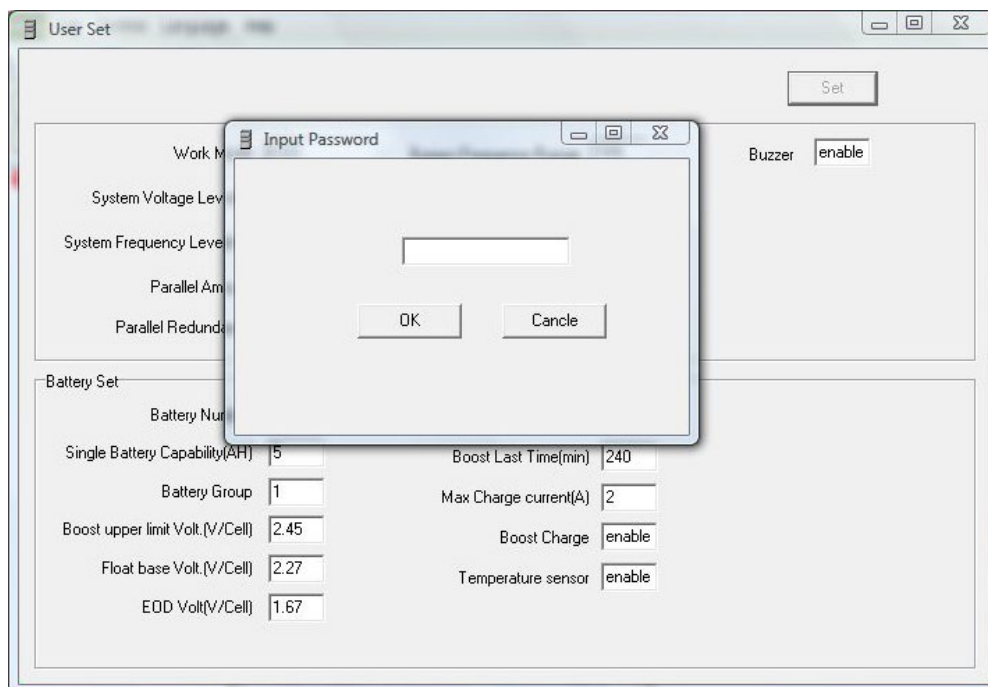 User Set
Set
Input Password
Work M
Buzzer enable
System Voltage Lev
System Frequency Leve
Parallel Am
Parallel Redund
OK Cancle
Battery Set
Battery Nu
Single Battery Capability(AH) 5
Boost Last Time(min) 240
Battery Group 1
Max Charge current(A) 2
Boost upper limit Volt.(V/Cell) 2.45
Boost Charge enable
Float base Volt.(V/Cell) 2.27
Temperature sensor enable
EOD Volt(V/Cell) 1.67